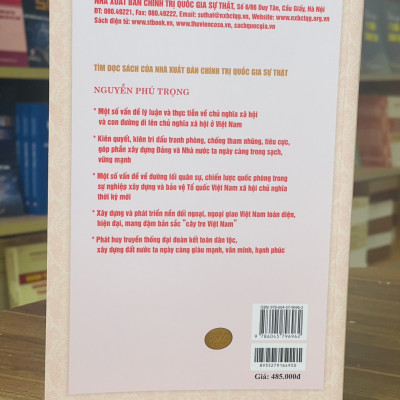 NHÀ XUẤT BẢN CHÍNH TRỊ QUỐC GIA SỰ THẬT, Số 6/86 Duy Tân, Cầu Giấy, Hà Nội
ĐT: 080.49221, Fax: 080.49222, Email: suthat@nxbctqg.vn, Website: www.nxbctqg.org.vn
Sách điện tử: www.stbook.vn, www.thuviencoso.vn, sachquocgia.vn
TÌM ĐỌC SÁCH CỦA NHÀ XUẤT BẢN CHÍNH TRỊ QUỐC GIA SỰ THẬT
NGUYỄN PHÚ TRỌNG
* Một số vấn đề lý luận và thực tiễn về chủ nghĩa xã hội
và con đường đi lên chủ nghĩa xã hội ở Việt Nam
* Kiên quyết, kiên trì đấu tranh phòng, chống tham nhũng, tiêu cực,
góp phần xây dựng Đảng và Nhà nước ta ngày càng trong sạch,
vững mạnh
* Một số vấn đề về đường lối quân sự, chiến lược quốc phòng trong
sự nghiệp xây dựng và bảo vệ Tổ quốc Việt Nam xã hội chủ nghĩa
thời kỳ mới
* Xây dựng và phát triển nền đối ngoại, ngoại giao Việt Nam toàn diện,
hiện đại, mang đậm bản sắc "cây tre Việt Nam"
* Phát huy truyền thống đại đoàn kết toàn dân tộc,
xây dựng đất nước ta ngày càng giàu mạnh, văn minh, hạnh phúc
8935279164950
Giá: 485.000đ